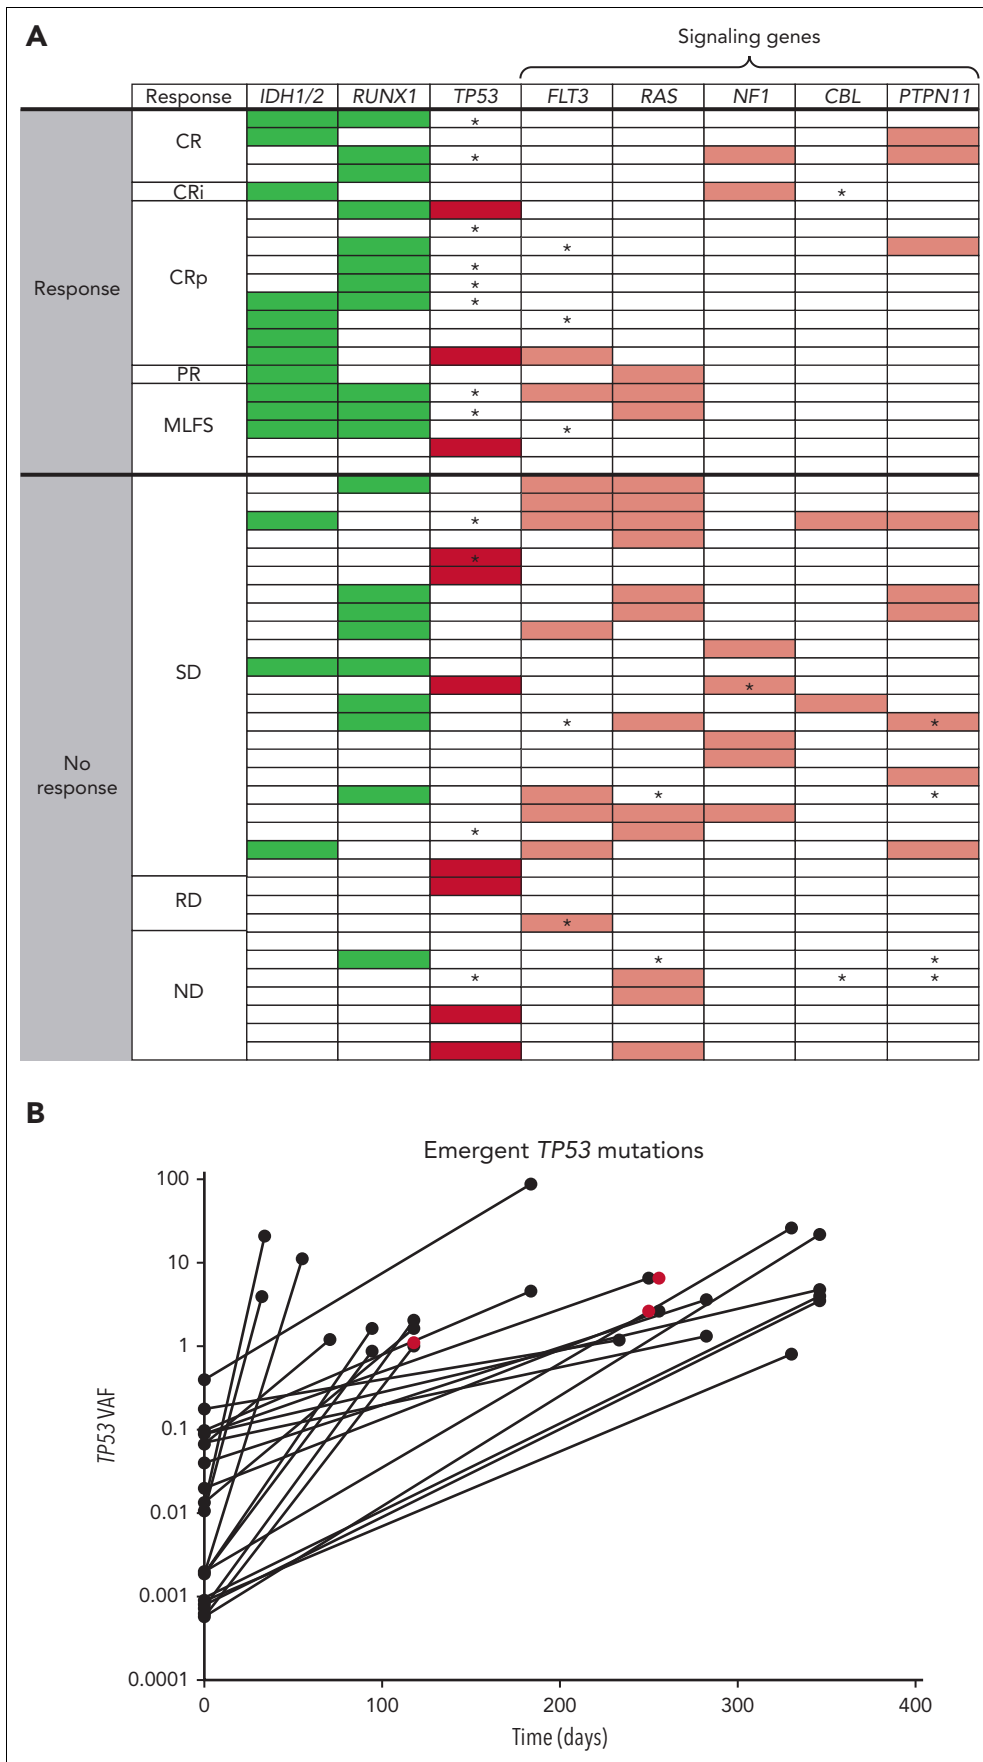 A
Signaling genes
Response IDH1/2 RUNX1 TP53 FLT3 RAS NF1 CBL PTPN11
Response
CR
*
*
CRi
*
CRp
*
*
*
*
*
*
PR
MLFS
*
*
*
No response
SD
*
*
*
* *
* *
*
RD
*
ND
* *
* * *
B
Emergent TP53 mutations
TP53 VAF
100
10
1
0.1
0.01
0.001
0.0001
0 100 200 300 400
Time (days)